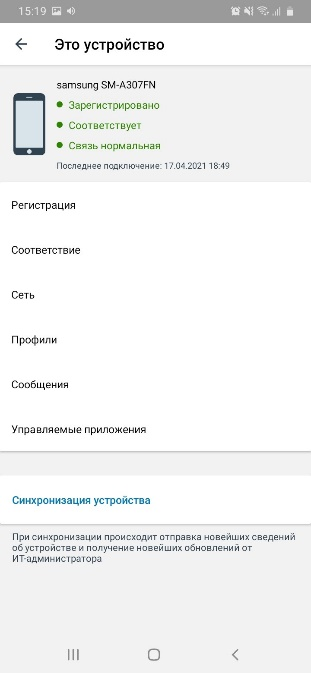 15:19
Это устройство
samsung SM-A307FN
Зарегистрировано
Соответствует
Связь нормальная
Последнее подключение: 17.04.2021 18:49
Регистрация
Соответствие
Сеть
Профили
Сообщения
Управляемые приложения
Синхронизация устройства
При синхронизации происходит отправка новейших сведений
об устройстве и получение новейших обновлений от
ИТ-администратора